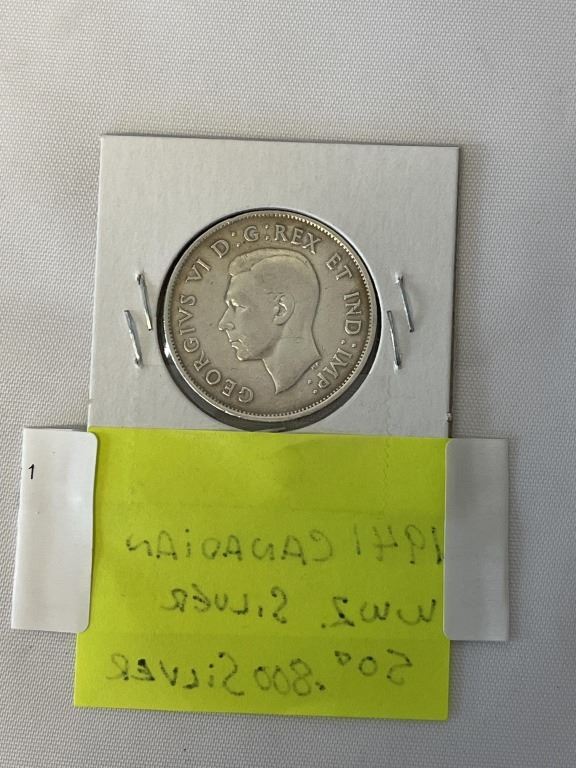 GEORGIVS VI D:G:REX ET IND:IMP:
1
1941 CANADIAN
WW2. SILVER
50¢ .800 SILVER